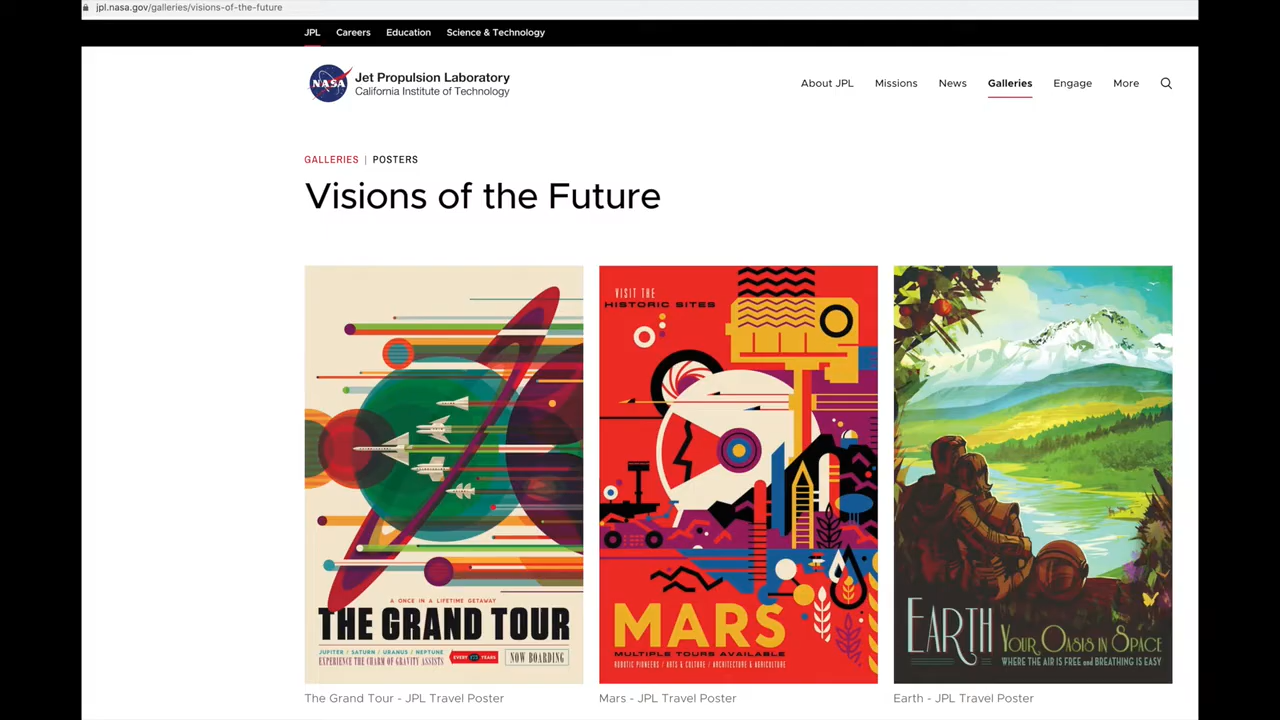 jpl.nasa.gov/galleries/visions-of-the-future
JPL Careers Education Science & Technology
NASA
Jet Propulsion Laboratory
California Institute of Technology
About JPL Missions News Galleries Engage More
GALLERIES | POSTERS
Visions of the Future
A ONCE IN A LIFETIME GETAWAY
THE GRAND TOUR
JUPITER / SATURN / URANUS / NEPTUNE
EXPERIENCE THE CHARM OF GRAVITY ASSISTS
EVERY YEARS
NOW BOARDING
The Grand Tour - JPL Travel Poster
VISIT THE
HISTORIC SITES
MARS
MULTIPLE TOURS AVAILABLE
ROBOTIC PIONEERS / ARTS & CULTURE / ARCHITECTURE & AGRICULTURE
Mars - JPL Travel Poster
EARTH
YOUR OASIS IN SPACE
WHERE THE AIR IS FREE and BREATHING IS EASY
Earth - JPL Travel Poster